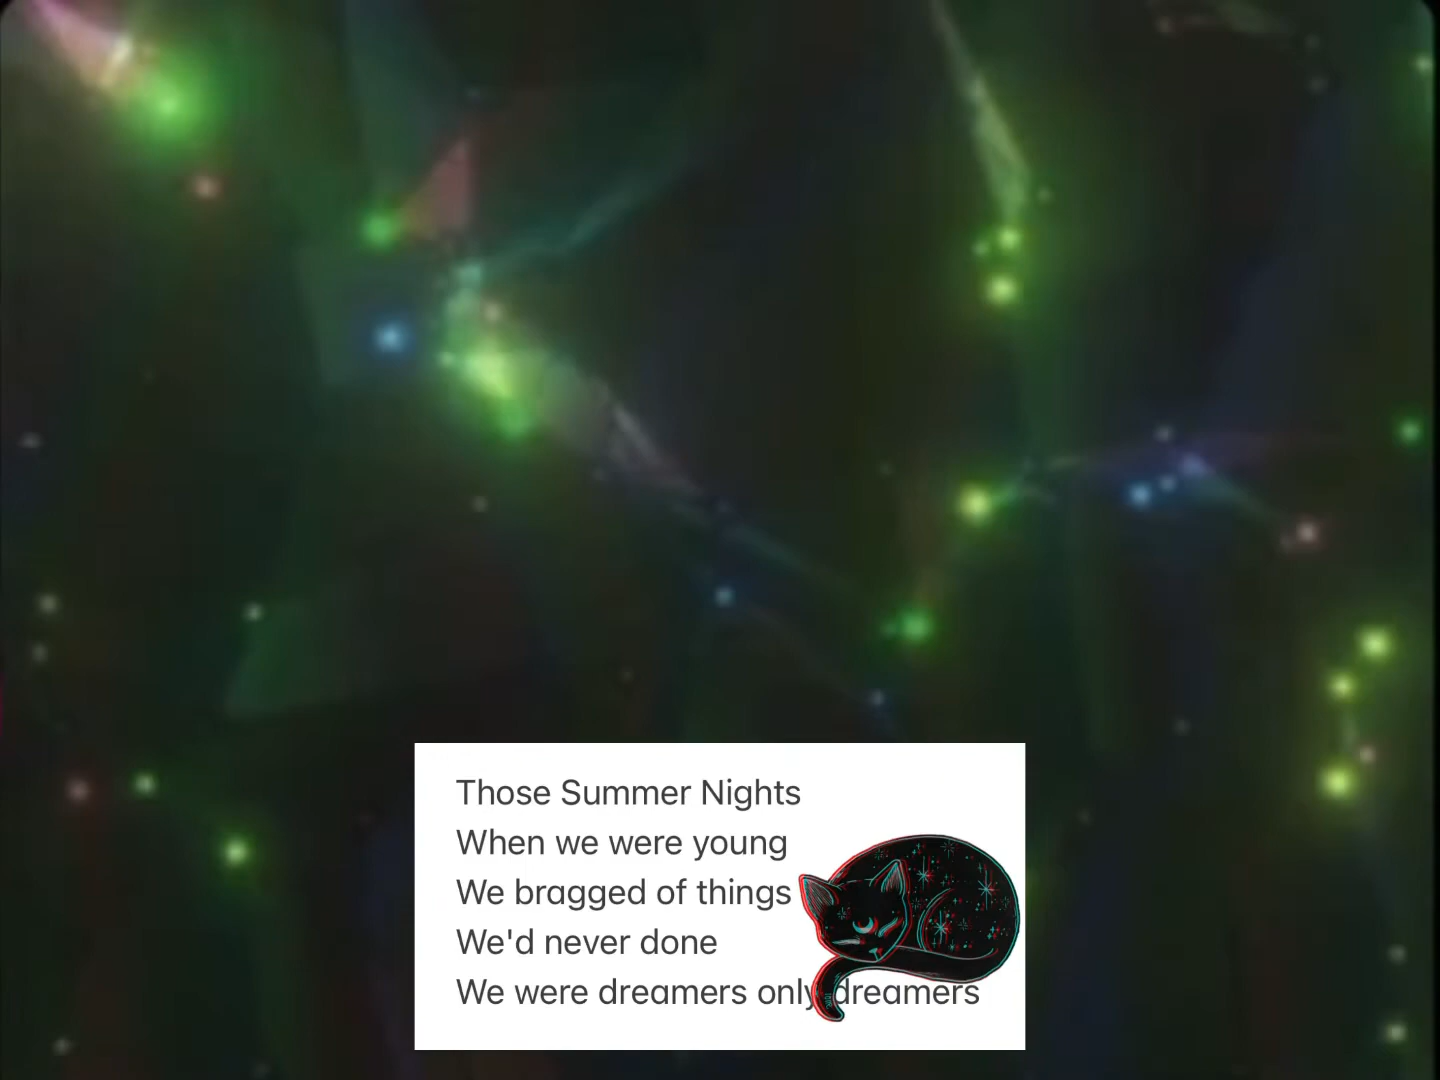 Those Summer Nights
When we were young
We bragged of things
We'd never done
We were dreamers only dreamers